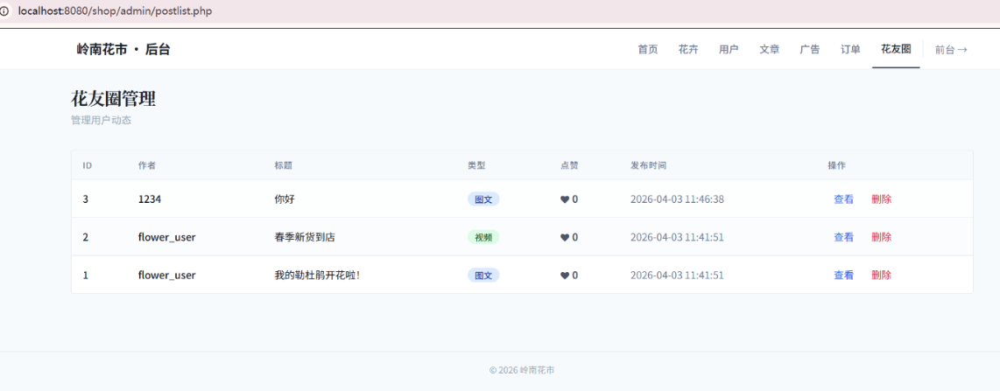 localhost:8080/shop/admin/postlist.php
岭南花市 · 后台 首页 花卉 用户 文章 广告 订单 花友圈 前台 →
花友圈管理
管理用户动态
ID 作者 标题 类型 点赞 发布时间 操作
3 1234 你好 图文 ♥ 0 2026-04-03 11:46:38 查看 删除
2 flower_user 春季新货到店 视频 ♥ 0 2026-04-03 11:41:51 查看 删除
1 flower_user 我的勒杜鹃开花啦! 图文 ♥ 0 2026-04-03 11:41:51 查看 删除
© 2026 岭南花市